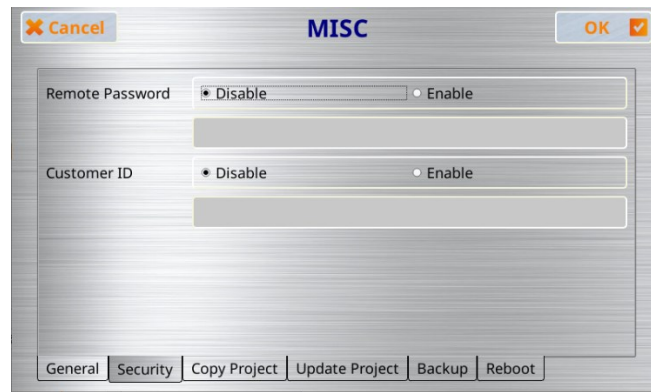 Cancel MISC OK
Remote Password Disable Enable
Customer ID Disable Enable
General Security Copy Project Update Project Backup Reboot